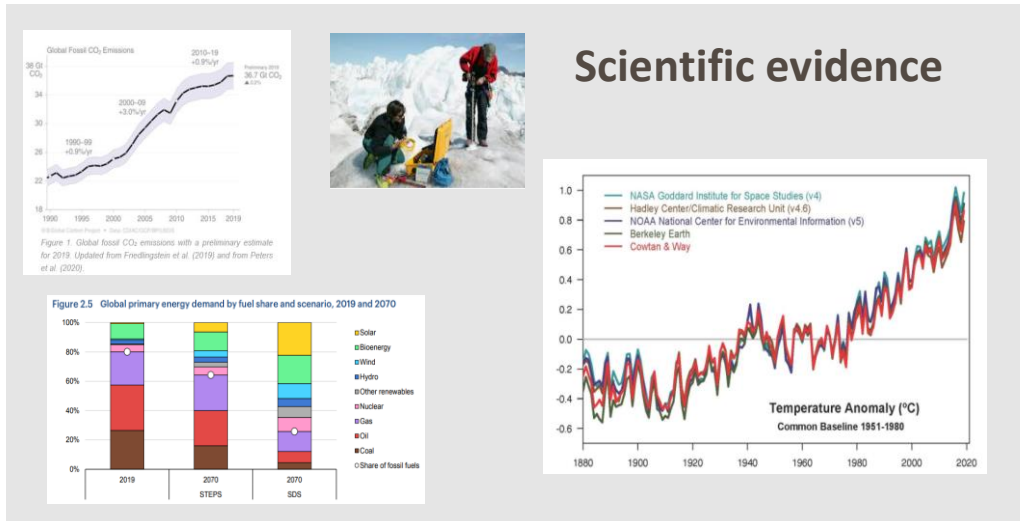 Scientific evidence
Global Fossil CO₂ Emissions
38 Gt
CO₂
34
30
26
22
18
1990
1995
2000
2005
2010
2015
2019
1990–99
+0.9%/yr
2000–09
+3.0%/yr
2010–19
+0.9%/yr
Preliminary 2019
36.7 Gt CO₂
Figure 1. Global fossil CO₂ emissions with a preliminary estimate
for 2019. Updated from Friedlingstein et al. (2019) and from Peters
et al. (2020).
Figure 2.5 Global primary energy demand by fuel share and scenario, 2019 and 2070
100%
80%
60%
40%
20%
0%
2019
2070
2070
STEPS
SDS
Solar
Bioenergy
Wind
Hydro
Other renewables
Nuclear
Gas
Oil
Coal
Share of fossil fuels
NASA Goddard Institute for Space Studies (v4)
Hadley Center/Climatic Research Unit (v4.6)
NOAA National Center for Environmental Information (v5)
Berkeley Earth
Cowtan & Way
1.0
0.8
0.6
0.4
0.2
0.0
-0.2
-0.4
-0.6
Temperature Anomaly (ºC)
Common Baseline 1951-1980
1880
1900
1920
1940
1960
1980
2000
2020